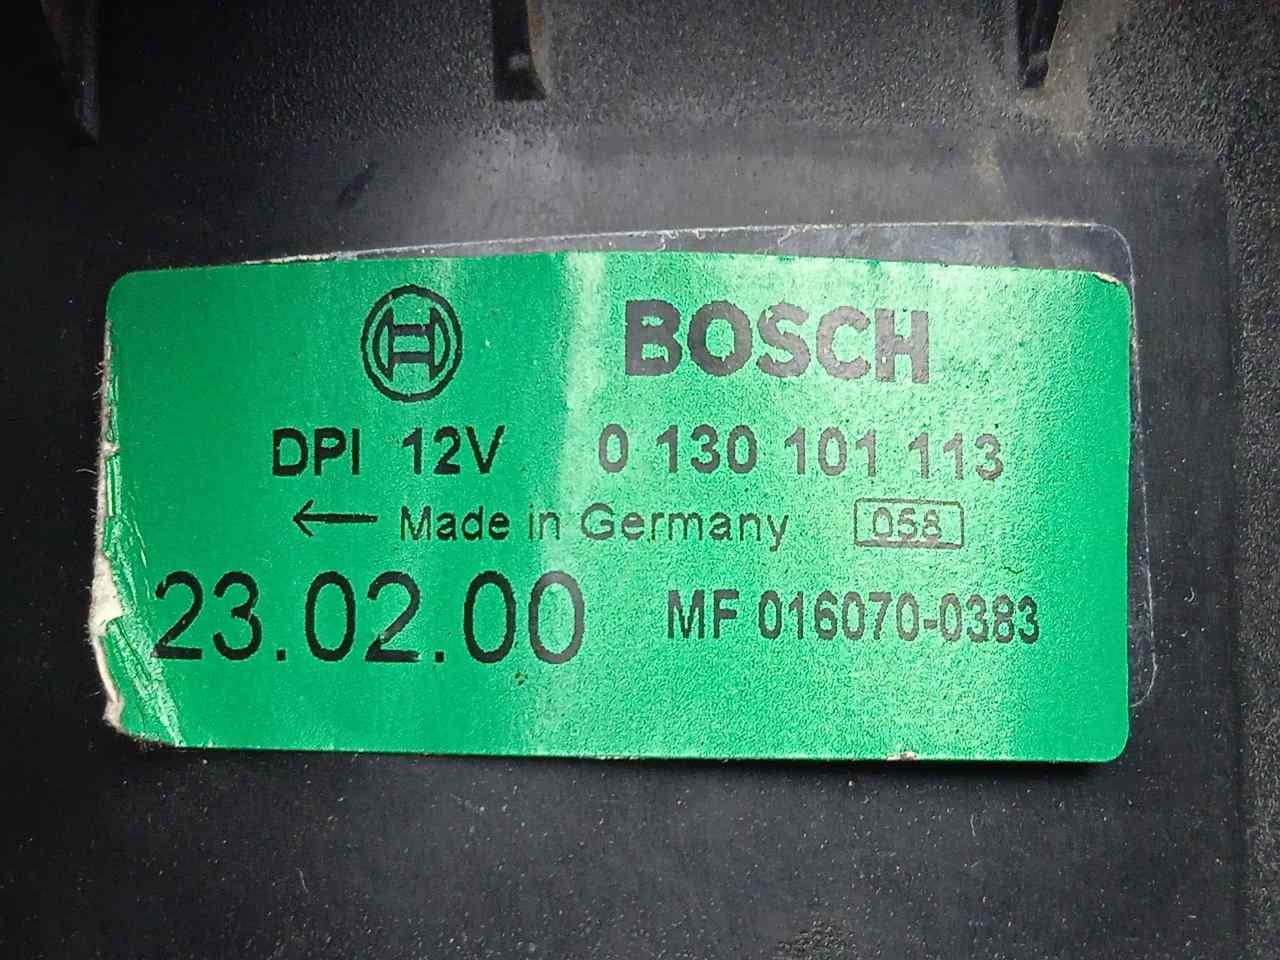 BOSCH
DPI 12V 0 130 101 113
← Made in Germany 058
23.02.00 MF 016070-0383